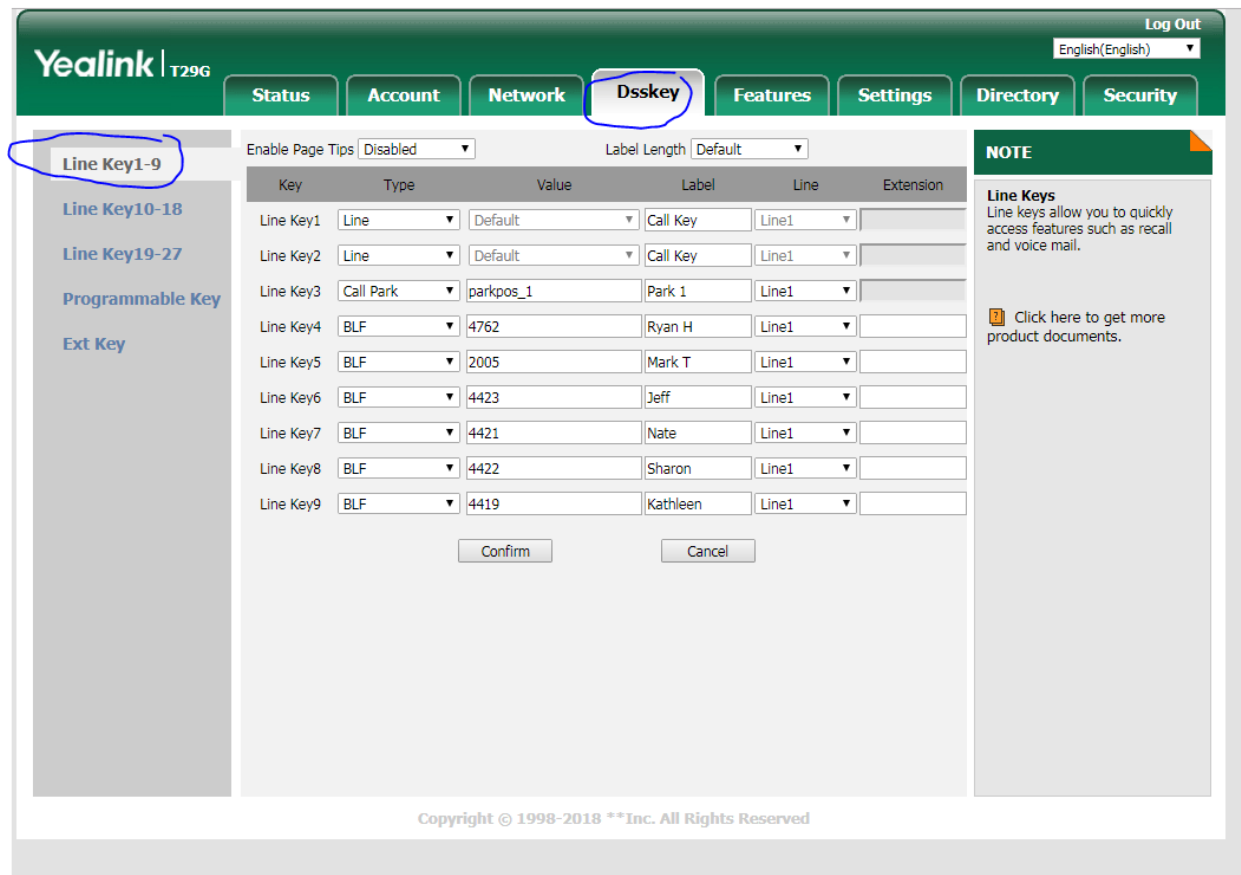 Log Out
English(English)
Yealink T29G
Status Account Network Dsskey Features Settings Directory Security
Line Key1-9
Line Key10-18
Line Key19-27
Programmable Key
Ext Key
Enable Page Tips Disabled Label Length Default
Key Type Value Label Line Extension
Line Key1 Line Default Call Key Line1
Line Key2 Line Default Call Key Line1
Line Key3 Call Park parkpos_1 Park 1 Line1
Line Key4 BLF 4762 Ryan H Line1
Line Key5 BLF 2005 Mark T Line1
Line Key6 BLF 4423 Jeff Line1
Line Key7 BLF 4421 Nate Line1
Line Key8 BLF 4422 Sharon Line1
Line Key9 BLF 4419 Kathleen Line1
Confirm Cancel
NOTE
Line Keys
Line keys allow you to quickly
access features such as recall
and voice mail.
Click here to get more
product documents.
Copyright © 1998-2018 **Inc. All Rights Reserved